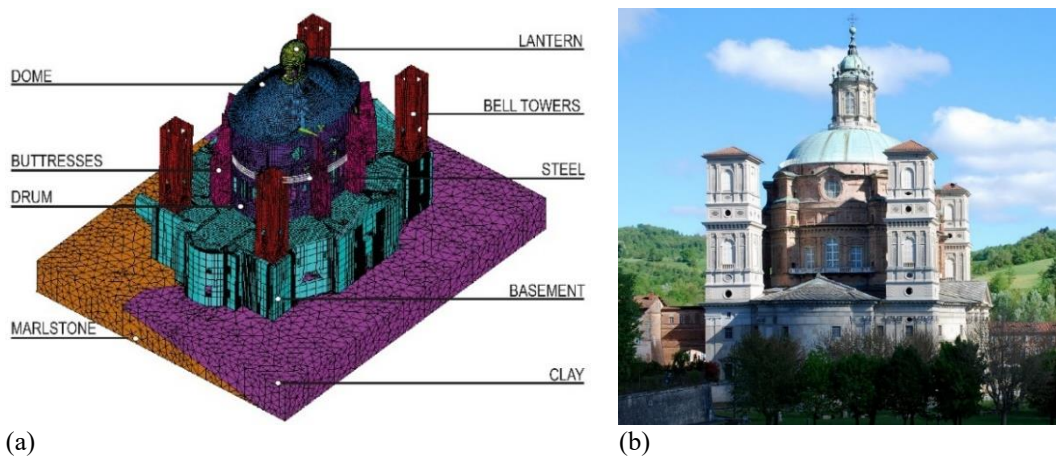 LANTERN
DOME
BELL TOWERS
BUTTRESSES
STEEL
DRUM
BASEMENT
MARLSTONE
CLAY
(a)
(b)